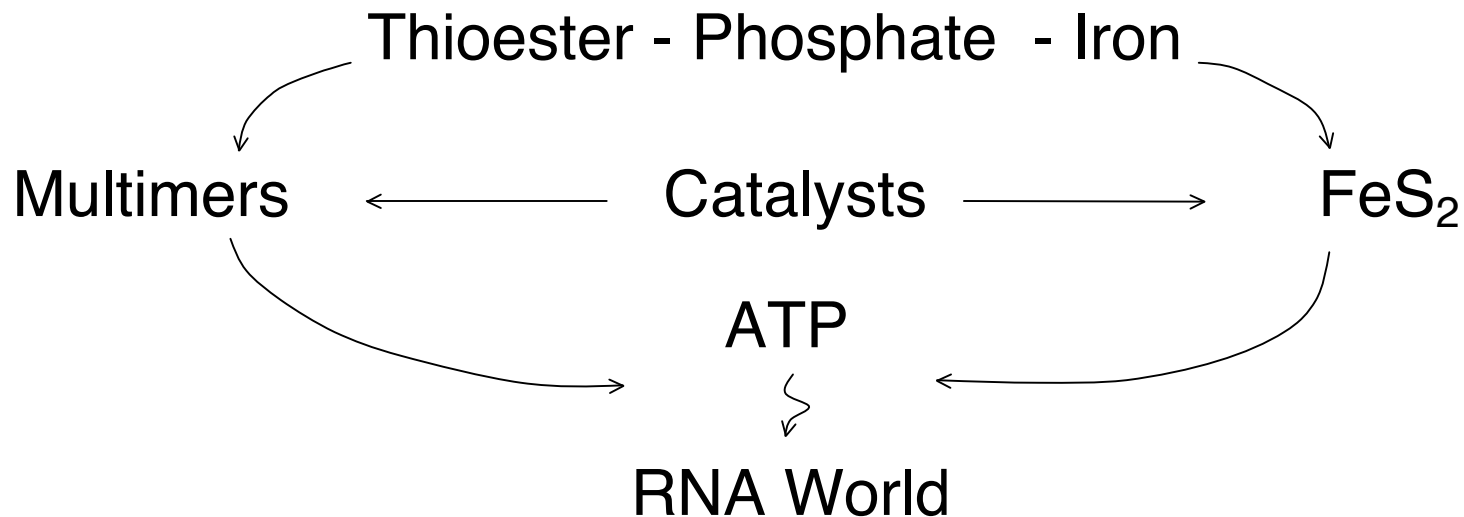 Thioester - Phosphate - Iron
Multimers Catalysts FeS₂
ATP
RNA World